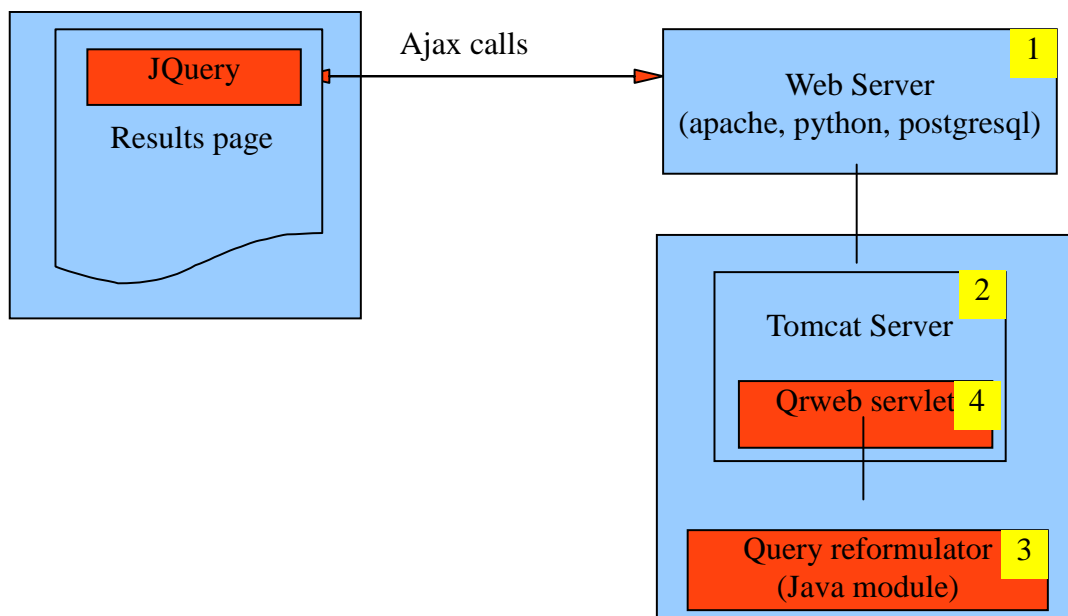 JQuery
Results page
Ajax calls
1
Web Server
(apache, python, postgresql)
2
Tomcat Server
Qrweb servlet 4
Query reformulator 3
(Java module)